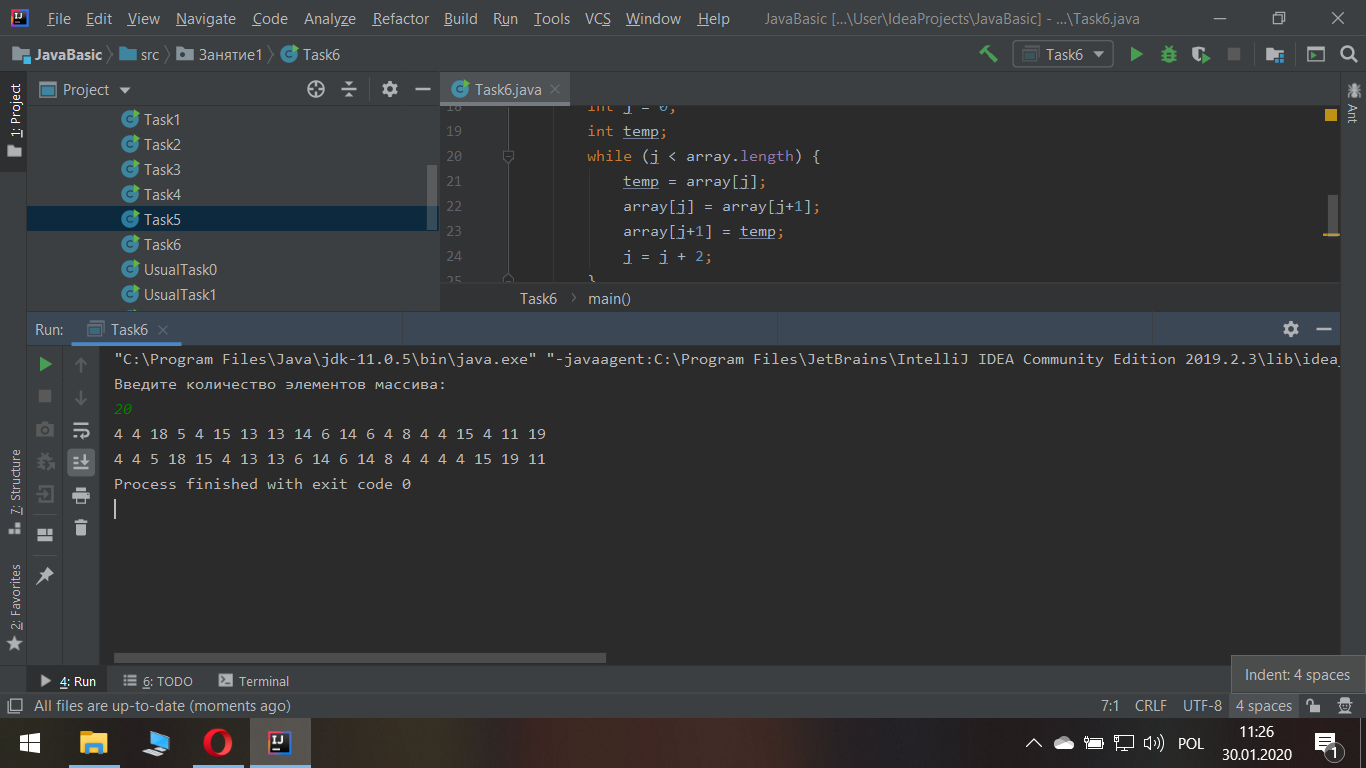 File Edit View Navigate Code Analyze Refactor Build Run Tools VCS Window Help JavaBasic [...\User\IdeaProjects\JavaBasic] - ...\Task6.java
JavaBasic src Занятие1 Task6 Task6
1: Project
Project
Task6.java
Ant
Task1
Task2
Task3
Task4
Task5
Task6
UsualTask0
UsualTask1
18 int j = 0;
19 int temp;
20 while (j < array.length) {
21 temp = array[j];
22 array[j] = array[j+1];
23 array[j+1] = temp;
24 j = j + 2;
25 }
Task6 main()
Run: Task6
"C:\Program Files\Java\jdk-11.0.5\bin\java.exe" "-javaagent:C:\Program Files\JetBrains\IntelliJ IDEA Community Edition 2019.2.3\lib\idea_
Введите количество элементов массива:
20
4 4 18 5 4 15 13 13 14 6 14 6 4 8 4 4 15 4 11 19
4 4 5 18 15 4 13 13 6 14 6 14 8 4 4 4 4 15 19 11
Process finished with exit code 0
7: Structure
2: Favorites
4: Run 6: TODO Terminal
Indent: 4 spaces
All files are up-to-date (moments ago) 7:1 CRLF UTF-8 4 spaces
POL
11:26
30.01.2020
1